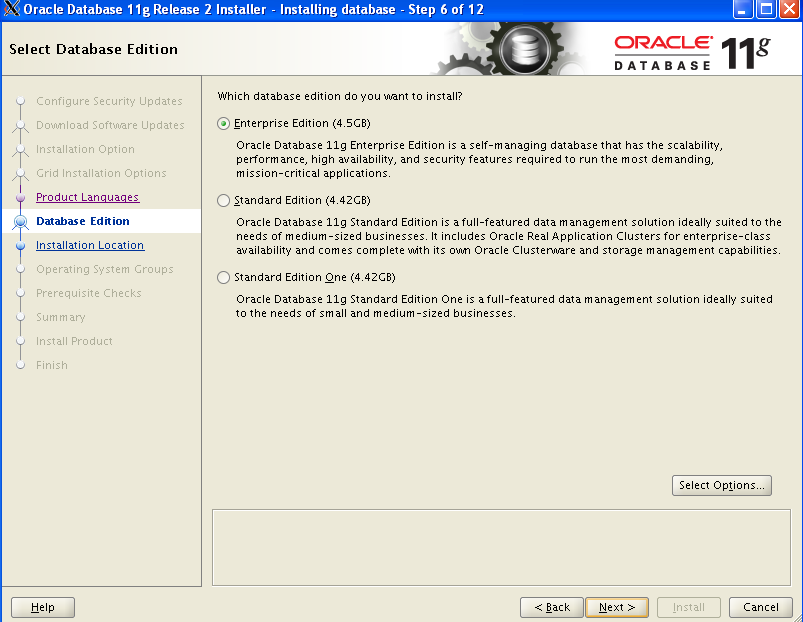 Oracle Database 11g Release 2 Installer - Installing database - Step 6 of 12
Select Database Edition
ORACLE
DATABASE 11g
Configure Security Updates
Download Software Updates
Installation Option
Grid Installation Options
Product Languages
Database Edition
Installation Location
Operating System Groups
Prerequisite Checks
Summary
Install Product
Finish
Which database edition do you want to install?
Enterprise Edition (4.5GB)
Oracle Database 11g Enterprise Edition is a self-managing database that has the scalability,
performance, high availability, and security features required to run the most demanding,
mission-critical applications.
Standard Edition (4.42GB)
Oracle Database 11g Standard Edition is a full-featured data management solution ideally suited to the
needs of medium-sized businesses. It includes Oracle Real Application Clusters for enterprise-class
availability and comes complete with its own Oracle Clusterware and storage management capabilities.
Standard Edition One (4.42GB)
Oracle Database 11g Standard Edition One is a full-featured data management solution ideally suited
to the needs of small and medium-sized businesses.
Select Options...
Help
< Back
Next >
Install
Cancel